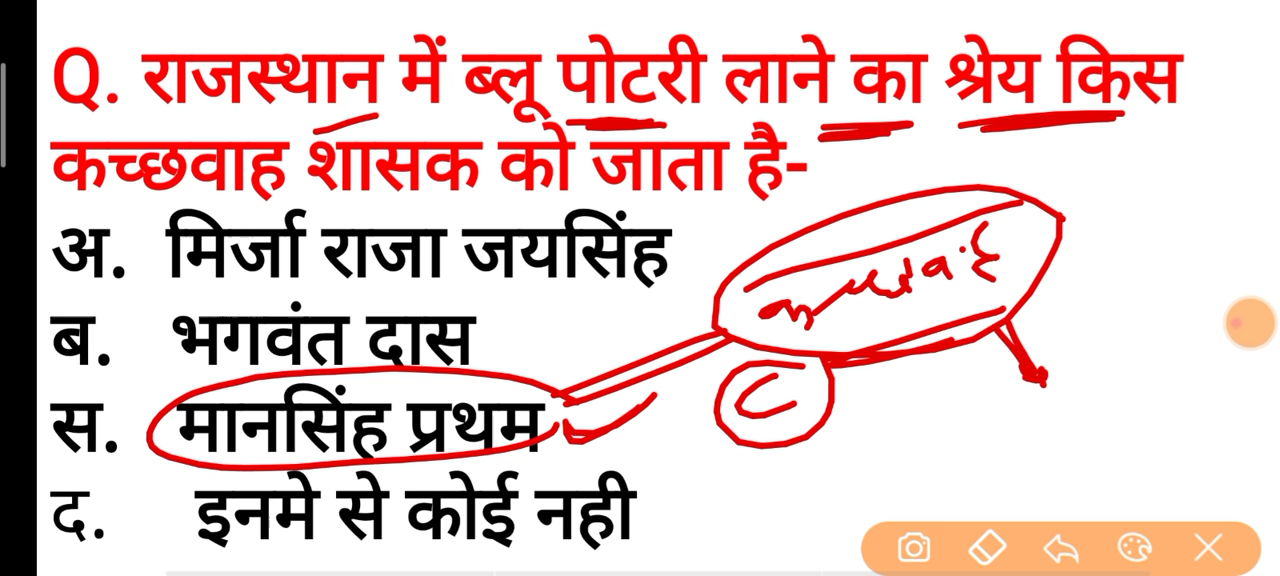 Q. राजस्थान में ब्लू पोटरी लाने का श्रेय किस
कच्छवाह शासक को जाता है-
अ. मिर्जा राजा जयसिंह
ब. भगवंत दास
स. मानसिंह प्रथम
द. इनमे से कोई नही
C